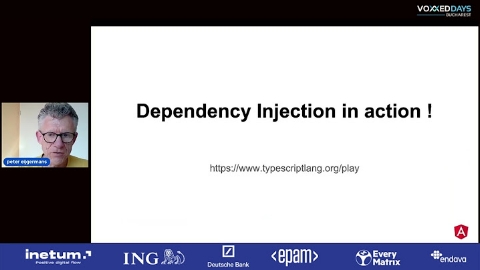 VOXXEDDAYS
BUCHAREST
Dependency Injection in action !
https://www.typescriptlang.org/play
peter eijgermans
inetum.
Positive digital flow
ING
Deutsche Bank
<epam>
Every
Matrix
endava